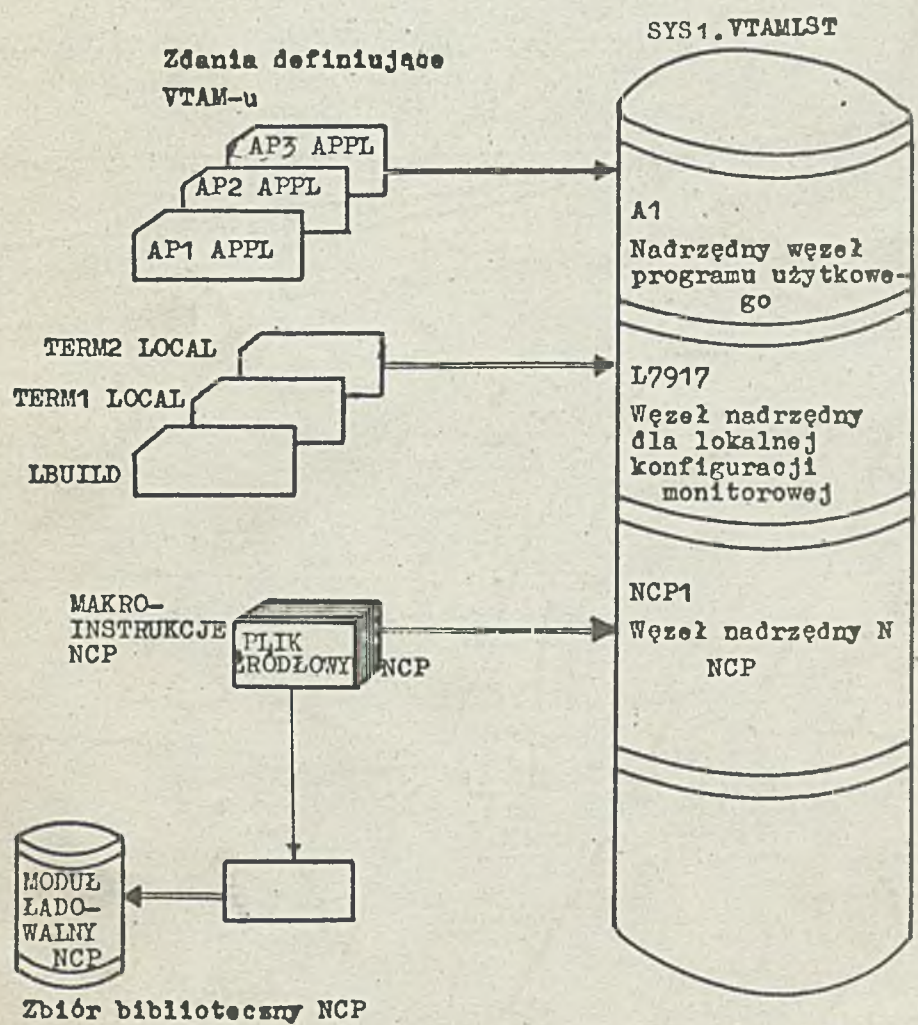 SYS1.VTAMLST
Zdania definiujące
VTAM-u
AP3 APPL
AP2 APPL
AP1 APPL
A1
Nadrzędny węzeł
programu użytkowe-
go
TERM2 LOCAL
TERM1 LOCAL
LBUILD
L7917
Węzeł nadrzędny
dla lokalnej
konfiguracji
monitorowej
MAKRO-
INSTRUKCJE
NCP
PLIK
ŹRÓDŁOWY NCP
NCP1
Węzeł nadrzędny N
NCP
MODUŁ
ŁADO-
WALNY
NCP
Zbiór biblioteczny NCP